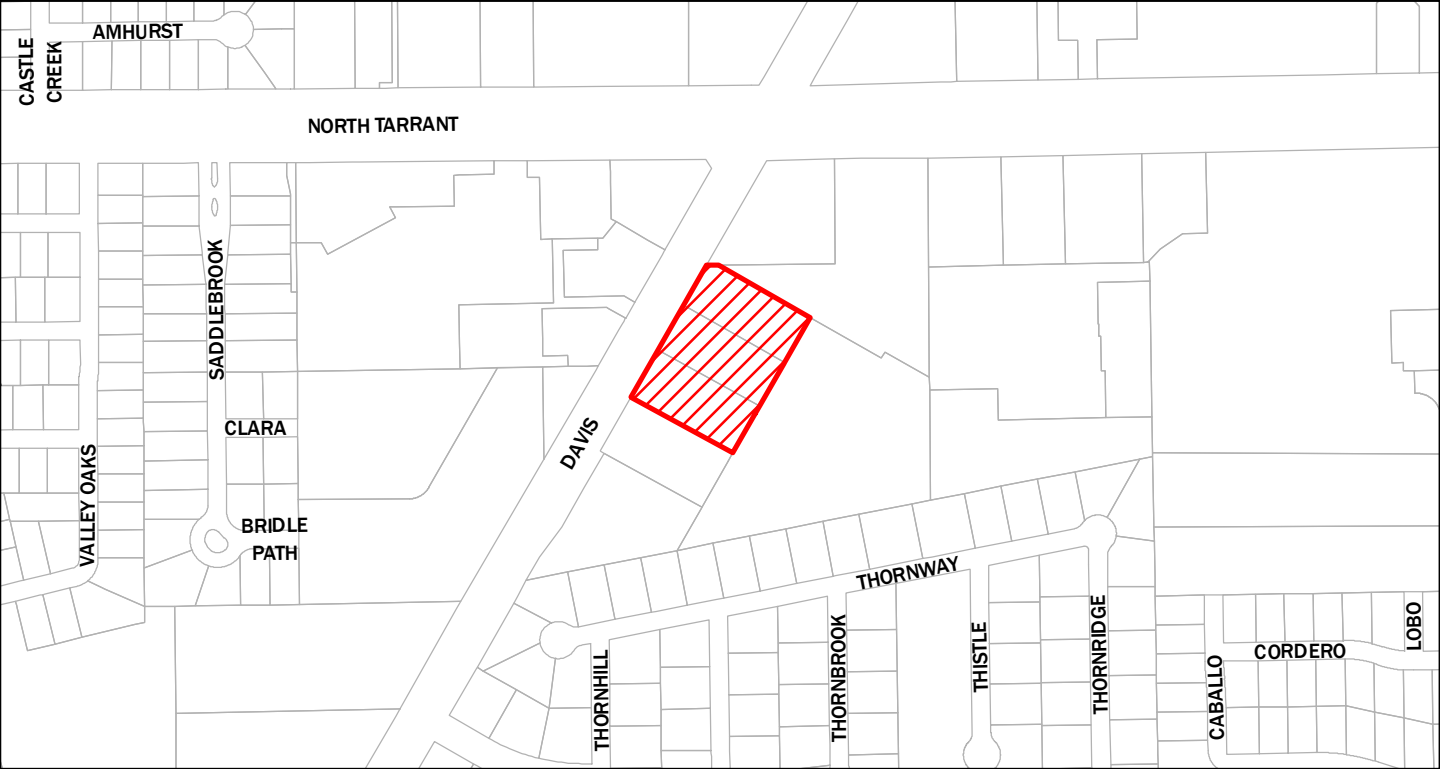 AMHURST
CASTLE
CREEK
NORTH TARRANT
SADDLEBROOK
CLARA
DAVIS
VALLEY OAKS
BRIDLE
PATH
THORNWAY
THORNHILL
THORNBROOK
THISTLE
THORNRIDGE
CABALLO
CORDERO
LOBO